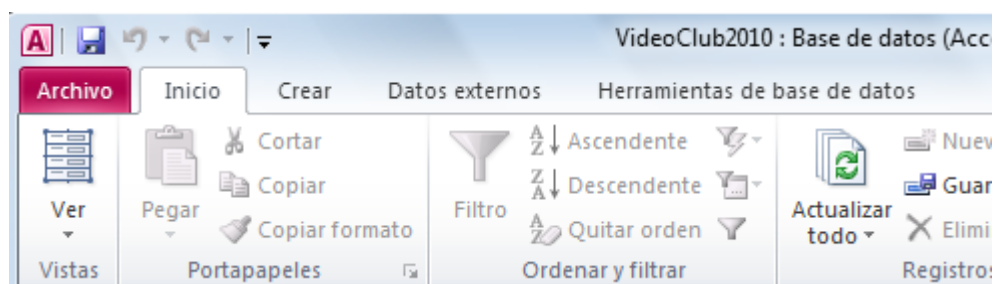 VideoClub2010 : Base de datos (Acc
Archivo Inicio Crear Datos externos Herramientas de base de datos
Ver
Vistas
Pegar
Cortar
Copiar
Copiar formato
Portapapeles
Filtro
Ascendente
Descendente
Quitar orden
Ordenar y filtrar
Actualizar
todo
Nuev
Guar
Elimi
Registros